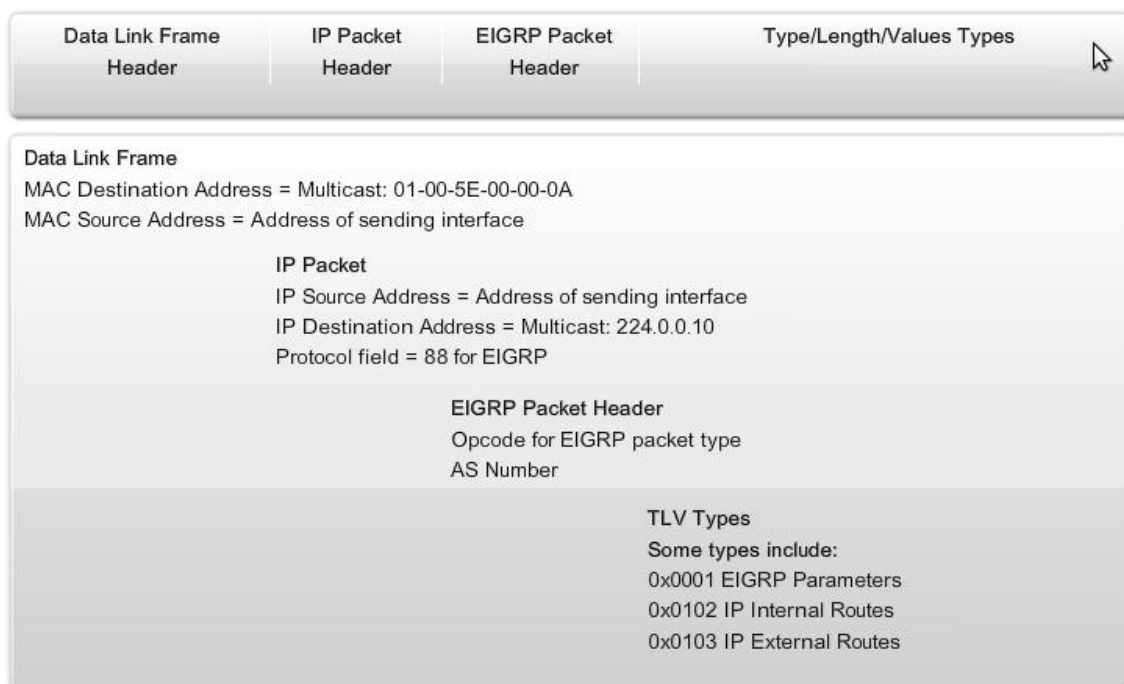 Data Link Frame
Header
IP Packet
Header
EIGRP Packet
Header
Type/Length/Values Types
Data Link Frame
MAC Destination Address = Multicast: 01-00-5E-00-00-0A
MAC Source Address = Address of sending interface
IP Packet
IP Source Address = Address of sending interface
IP Destination Address = Multicast: 224.0.0.10
Protocol field = 88 for EIGRP
EIGRP Packet Header
Opcode for EIGRP packet type
AS Number
TLV Types
Some types include:
0x0001 EIGRP Parameters
0x0102 IP Internal Routes
0x0103 IP External Routes